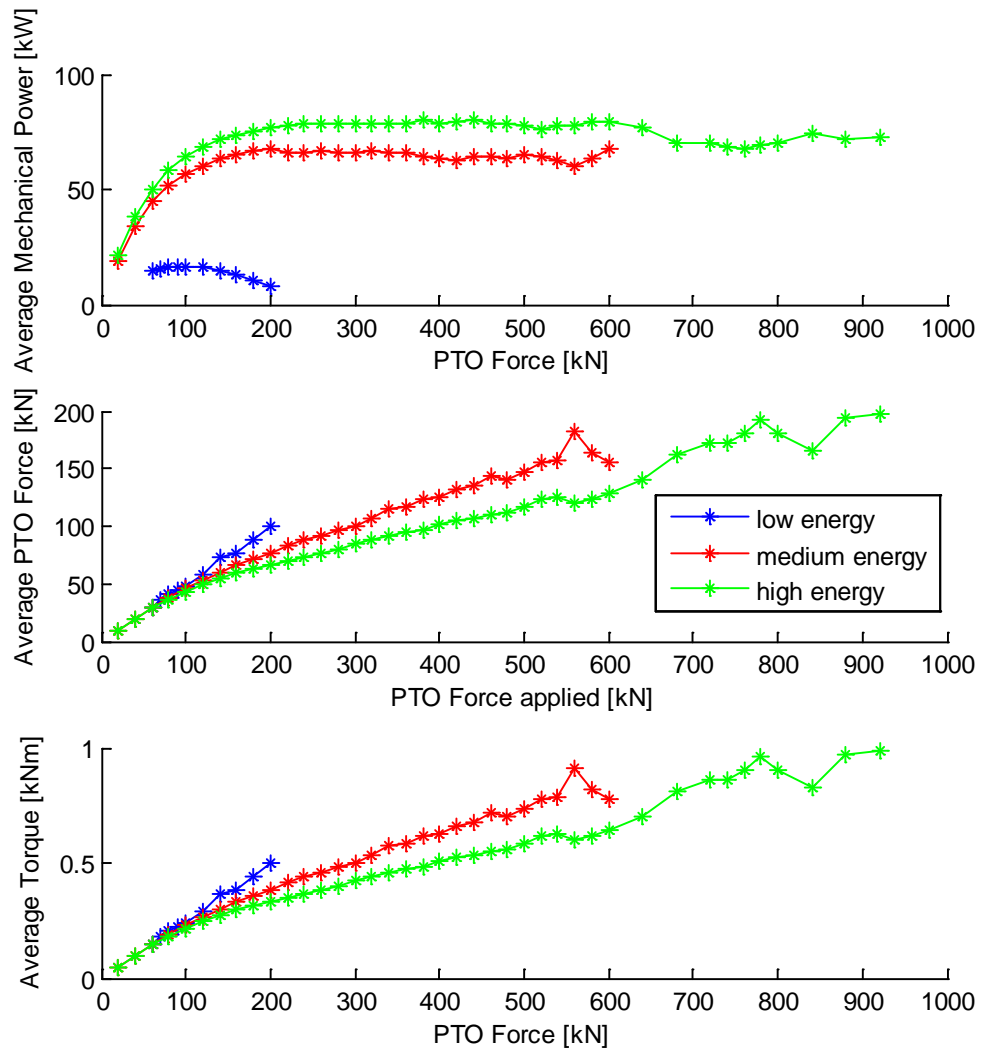 Average Mechanical Power [kW]
100
50
0
0 100 200 300 400 500 600 700 800 900 1000
PTO Force [kN]
Average PTO Force [kN]
200
150
100
50
0
0 100 200 300 400 500 600 700 800 900 1000
PTO Force applied [kN]
low energy
medium energy
high energy
Average Torque [kNm]
1
0.5
0
0 100 200 300 400 500 600 700 800 900 1000
PTO Force [kN]